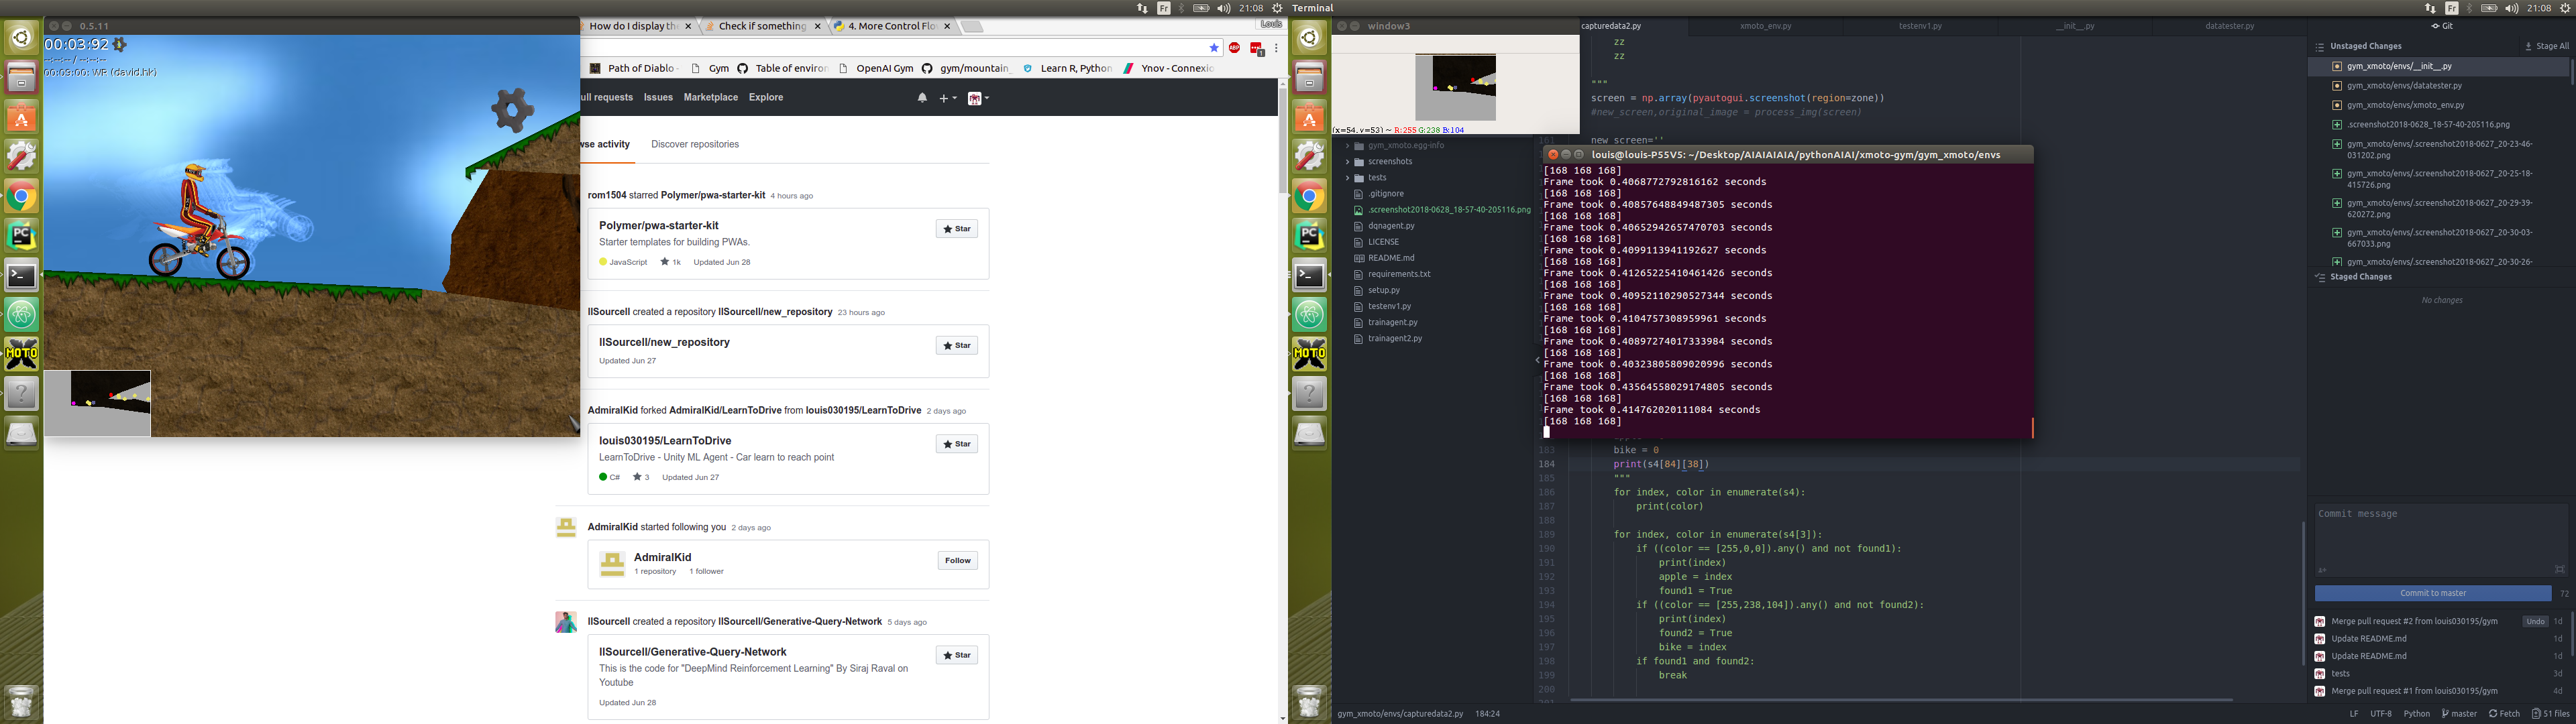 Fr
21:08
0.5.11
00:03:92
--:--:-- / --:--:--
00:09:00: WR (david.hk)
How do I display the
Check if something
4. More Control Flo
Louis
Path of Diablo
Gym
Table of environ
OpenAI Gym
gym/mountain_
Learn R, Python
Ynov - Connexio
ull requests
Issues
Marketplace
Explore
wse activity
Discover repositories
rom1504 starred Polymer/pwa-starter-kit 4 hours ago
Polymer/pwa-starter-kit
Star
Starter templates for building PWAs.
JavaScript
1k
Updated Jun 28
llSourcell created a repository llSourcell/new_repository 23 hours ago
llSourcell/new_repository
Star
Updated Jun 27
AdmiralKid forked AdmiralKid/LearnToDrive from louis030195/LearnToDrive 2 days ago
louis030195/LearnToDrive
Star
LearnToDrive - Unity ML Agent - Car learn to reach point
C#
3
Updated Jun 27
AdmiralKid started following you 2 days ago
AdmiralKid
Follow
1 repository 1 follower
llSourcell created a repository llSourcell/Generative-Query-Network 5 days ago
llSourcell/Generative-Query-Network
Star
This is the code for "DeepMind Reinforcement Learning" By Siraj Raval on
Youtube
Updated Jun 28
MOTO
Terminal
Fr
21:08
window3
(x=54, y=53) ~ R:255 G:238 B:104
capturedata2.py
xmoto_env.py
testenv1.py
__init__.py
datatester.py
zz
zz
"""
screen = np.array(pyautogui.screenshot(region=zone))
#new_screen,original_image = process_img(screen)
new screen=''
gym_xmoto.egg-info
screenshots
tests
.gitignore
.screenshot2018-0628_18-57-40-205116.png
dqnagent.py
LICENSE
README.md
requirements.txt
setup.py
testenv1.py
trainagent.py
trainagent2.py
MOTO
louis@louis-P55V5: ~/Desktop/AIAIAIAIA/pythonAIAI/xmoto-gym/gym_xmoto/envs
[168 168 168]
Frame took 0.4068772792816162 seconds
[168 168 168]
Frame took 0.40857648849487305 seconds
[168 168 168]
Frame took 0.40652942657470703 seconds
[168 168 168]
Frame took 0.4099113941192627 seconds
[168 168 168]
Frame took 0.41265225410461426 seconds
[168 168 168]
Frame took 0.40952110290527344 seconds
[168 168 168]
Frame took 0.4104757308959961 seconds
[168 168 168]
Frame took 0.40897274017333984 seconds
[168 168 168]
Frame took 0.40323805809020996 seconds
[168 168 168]
Frame took 0.43564558029174805 seconds
[168 168 168]
Frame took 0.414762020111084 seconds
[168 168 168]
183 bike = 0
184 print(s4[84][38])
185 """
186 for index, color in enumerate(s4):
187 print(color)
188
189 for index, color in enumerate(s4[3]):
190 if ((color == [255,0,0]).any() and not found1):
191 print(index)
192 apple = index
193 found1 = True
194 if ((color == [255,238,104]).any() and not found2):
195 print(index)
196 found2 = True
197 bike = index
198 if found1 and found2:
199 break
200
gym_xmoto/envs/capturedata2.py 184:24
Git
Unstaged Changes
Stage All
gym_xmoto/envs/__init__.py
gym_xmoto/envs/datatester.py
gym_xmoto/envs/xmoto_env.py
.screenshot2018-0628_18-57-40-205116.png
gym_xmoto/envs/.screenshot2018-0627_20-23-46-
031202.png
gym_xmoto/envs/.screenshot2018-0627_20-25-18-
415726.png
gym_xmoto/envs/.screenshot2018-0627_20-29-39-
620272.png
gym_xmoto/envs/.screenshot2018-0627_20-30-03-
667033.png
gym_xmoto/envs/.screenshot2018-0627_20-30-26-
Staged Changes
No changes
Commit message
Commit to master
72
Merge pull request #2 from louis030195/gym
Undo
1d
Update README.md
1d
Update README.md
1d
tests
3d
Merge pull request #1 from louis030195/gym
4d
LF
UTF-8
Python
master
Fetch
51 files